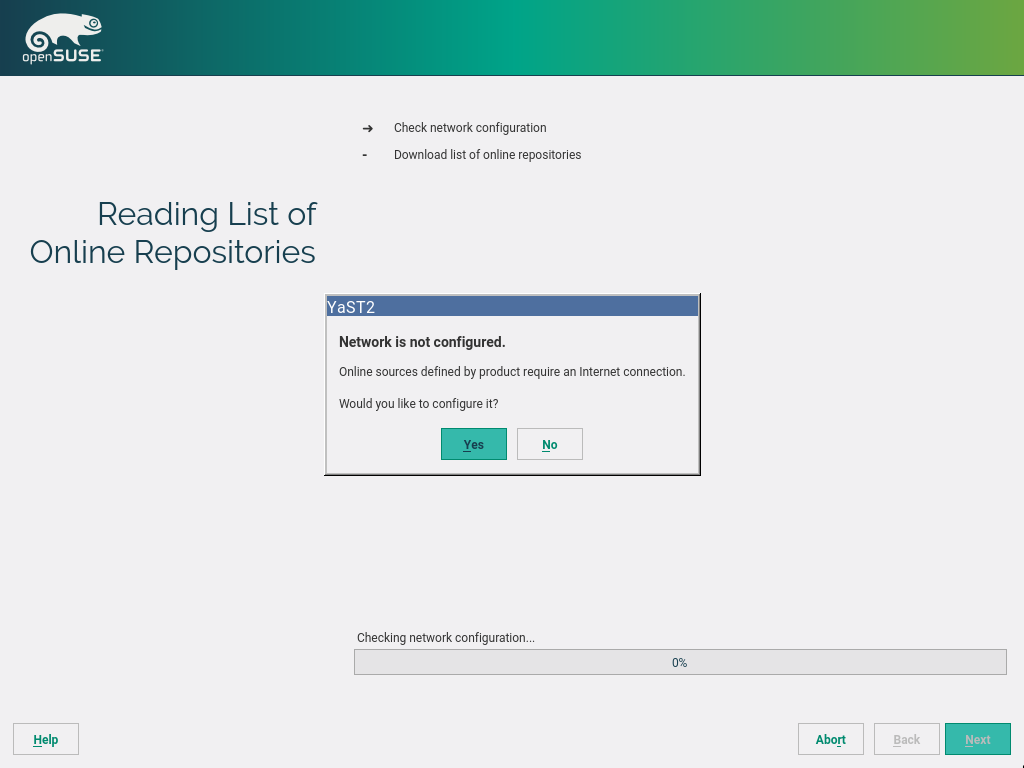 openSUSE
➔ Check network configuration
- Download list of online repositories
Reading List of
Online Repositories
YaST2
Network is not configured.
Online sources defined by product require an Internet connection.
Would you like to configure it?
Yes No
Checking network configuration...
0%
Help Abort Back Next